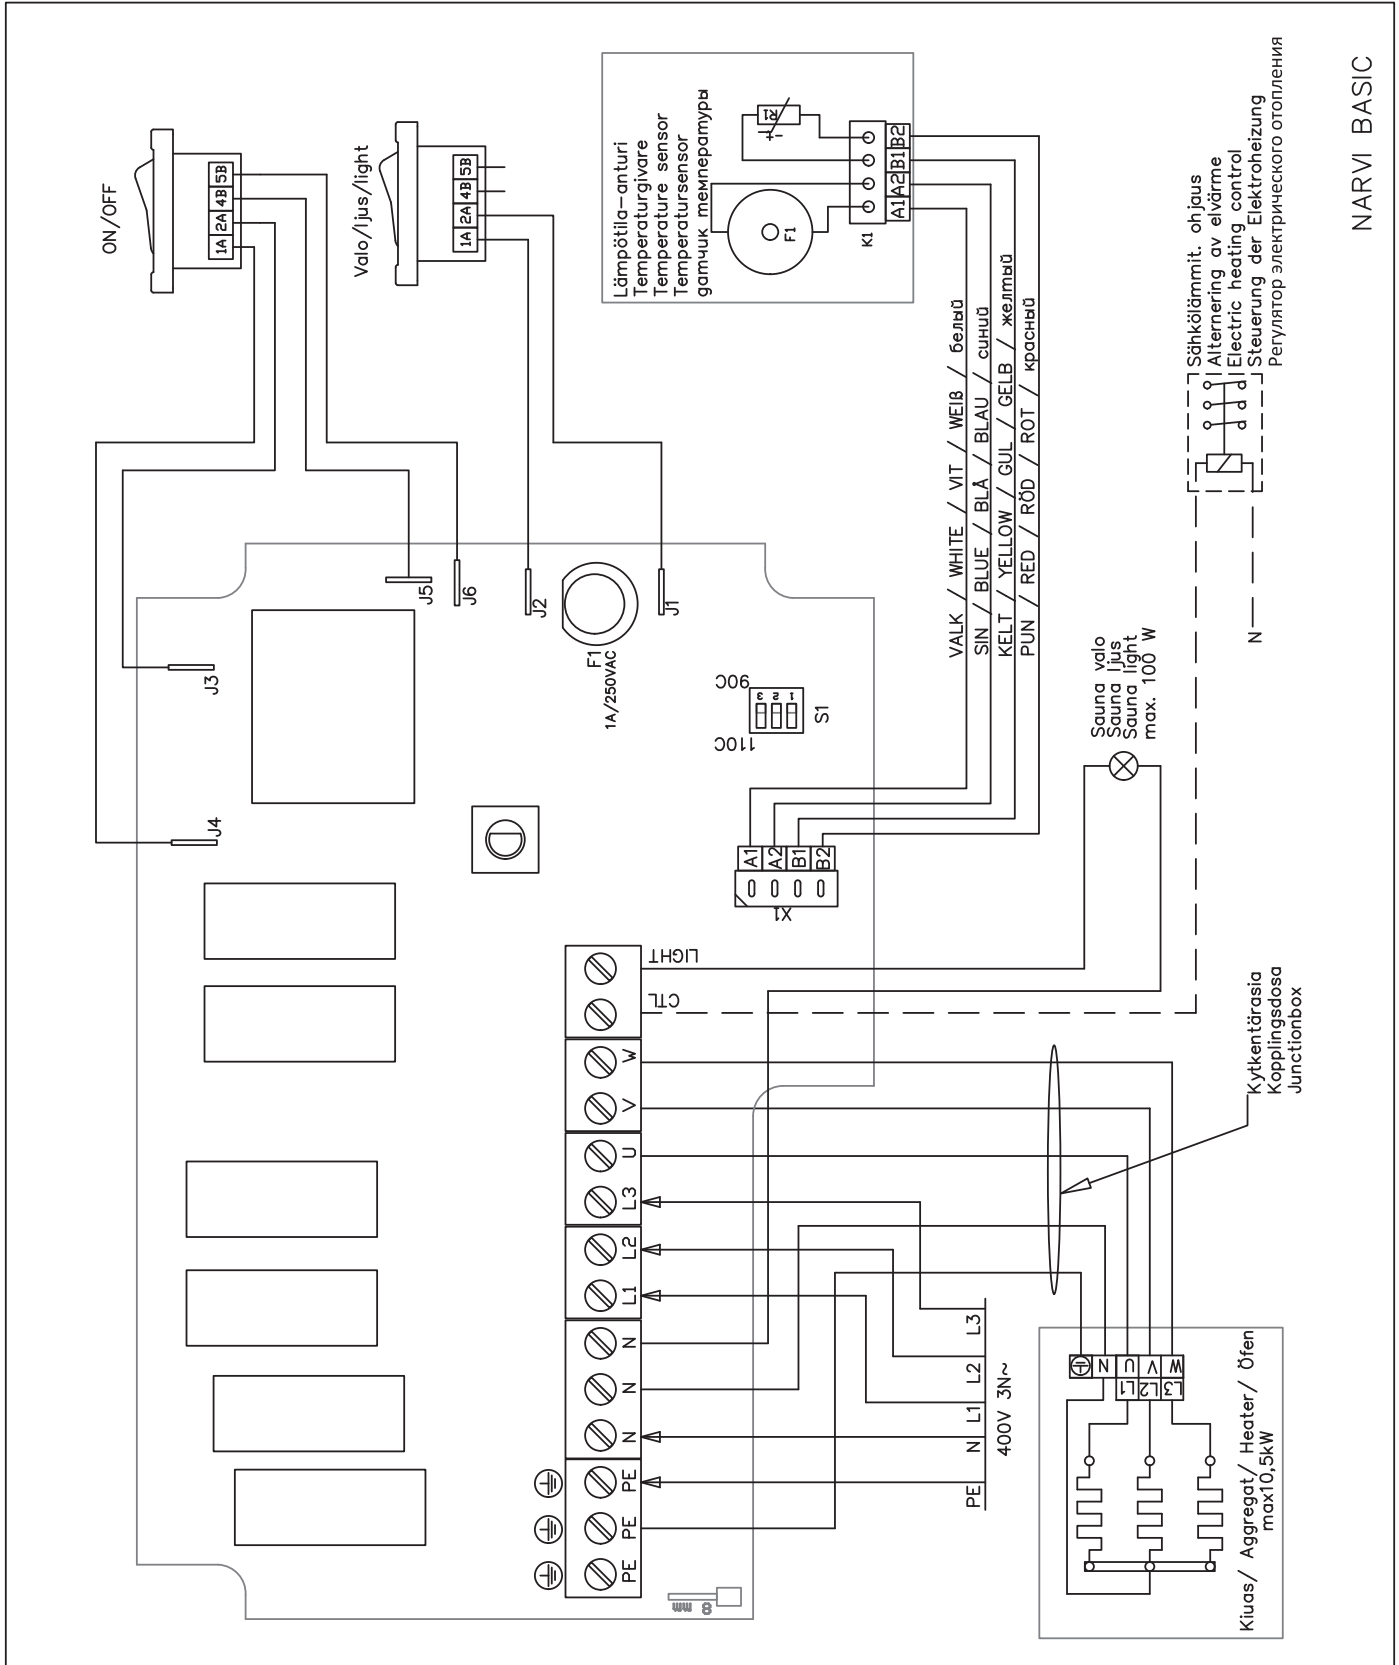 NARVI BASIC
ON/OFF
1A 2A 4B 5B
Valo/ljus/light
1A 2A 4B 5B
Lämpötila-anturi
Temperaturgivare
Temperature sensor
Temperatursensor
gamчuк meмnepamypы
R1
-t
F1
K1
A1 A2 B1 B2
VALK / WHITE / VIT / WEIß / белый
SIN / BLUE / BLÅ / BLAU / синий
KELT / YELLOW / GUL / GELB / желтый
PUN / RED / RÖD / ROT / красный
Sähkölämmit. ohjaus
Alternering av elvärme
Electric heating control
Steuerung der Elektroheizung
Регулятор электрического отопления
N
J4
J3
J5
J6
J2
F1
1A/250VAC
J1
90C
110C
1 2 3
S1
A1
A2
B1
B2
X1
Sauna valo
Sauna ljus
Sauna light
max. 100 W
LIGHT
CTL
W
V
U
L3
L2
L1
N
N
N
PE
PE
PE
8 mm
Kytkentärasia
Kopplingsdosa
Junctionbox
PE N L1 L2 L3
400V 3N~
N U V W
L1 L2 L3
Kiuas/ Aggregat/ Heater/ Öfen
max10,5kW